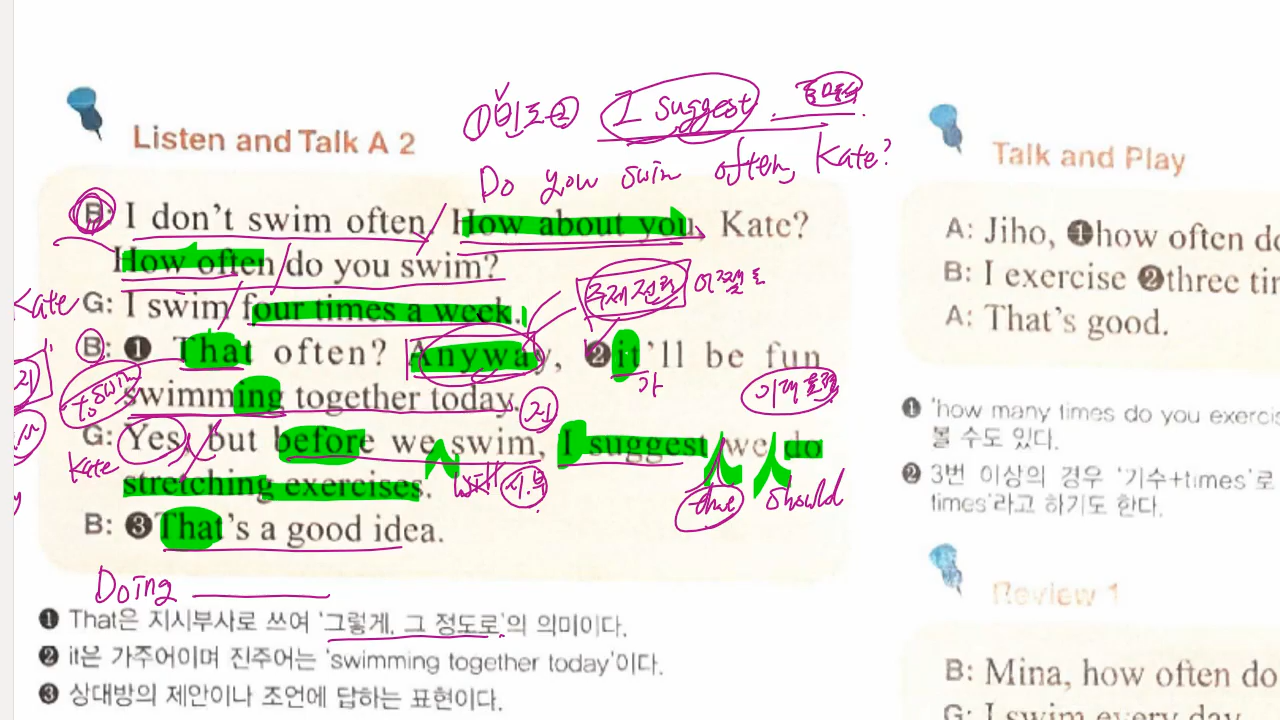 I suggest
Do you swim often, Kate?
Listen and Talk A 2
B: I don't swim often. How about you, Kate?
How often do you swim?
주제 전환 어쨌든
Kate G: I swim four times a week.
B: ❶ That often? Anyway, ❷it'll be fun
가
to swim swimming together today. 진
G: Yes, but before we swim, I suggest we do
Kate stretching exercises. will that should
B: ❸That's a good idea.
Doing
❶ That은 지시부사로 쓰여 '그렇게, 그 정도로'의 의미이다.
❷ it은 가주어이며 진주어는 'swimming together today'이다.
❸ 상대방의 제안이나 조언에 답하는 표현이다.
Talk and Play
A: Jiho, ❶how often do
B: I exercise ❷three tim
A: That's good.
❶ 'how many times do you exercis
볼 수도 있다.
❷ 3번 이상의 경우 '기수+times'로
times'라고 하기도 한다.
Review 1
B: Mina, how often do
G: I swim every day.